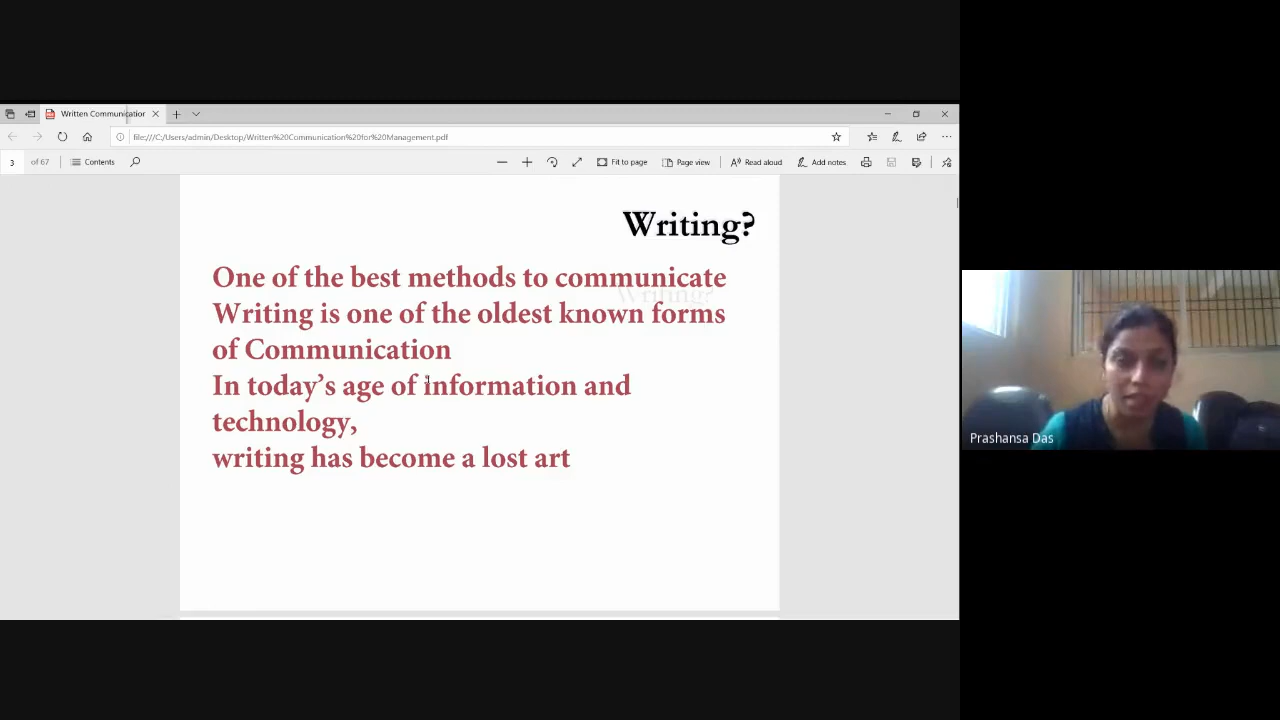 Written Communicatior
file:///C:/Users/admin/Desktop/Written%20Communication%20for%20Management.pdf
3 of 67 Contents Fit to page Page view Read aloud Add notes
Writing?
One of the best methods to communicate
Writing?
Writing is one of the oldest known forms
of Communication
In today's age of information and
technology,
writing has become a lost art
Prashansa Das